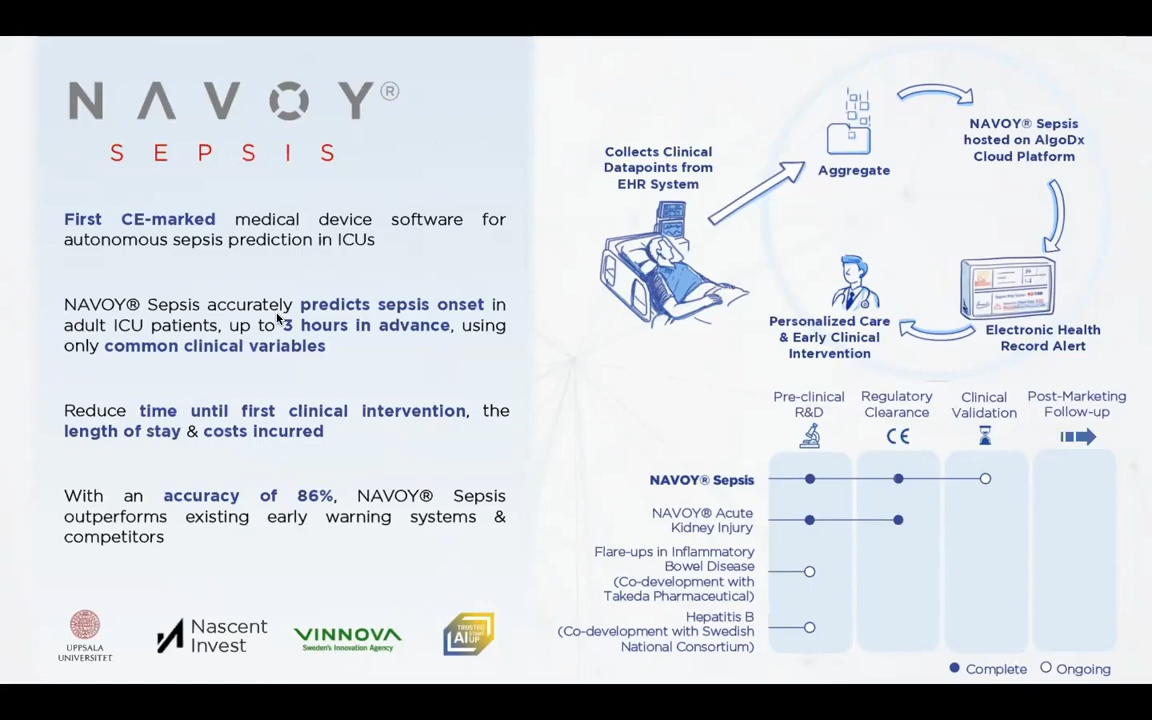 NAVOY®
SEPSIS
First CE-marked medical device software for
autonomous sepsis prediction in ICUs
NAVOY® Sepsis accurately predicts sepsis onset in
adult ICU patients, up to 3 hours in advance, using
only common clinical variables
Reduce time until first clinical intervention, the
length of stay & costs incurred
With an accuracy of 86%, NAVOY® Sepsis
outperforms existing early warning systems &
competitors
UPPSALA
UNIVERSITET
Nascent
Invest
VINNOVA
Sweden's Innovation Agency
TRUSTED
AI START
UP
Collects Clinical
Datapoints from
EHR System
Aggregate
NAVOY® Sepsis
hosted on AlgoDx
Cloud Platform
Electronic Health
Record Alert
Personalized Care
& Early Clinical
Intervention
Pre-clinical
R&D
Regulatory
Clearance
CE
Clinical
Validation
Post-Marketing
Follow-up
NAVOY® Sepsis
NAVOY® Acute
Kidney Injury
Flare-ups in Inflammatory
Bowel Disease
(Co-development with
Takeda Pharmaceutical)
Hepatitis B
(Co-development with Swedish
National Consortium)
Complete
Ongoing